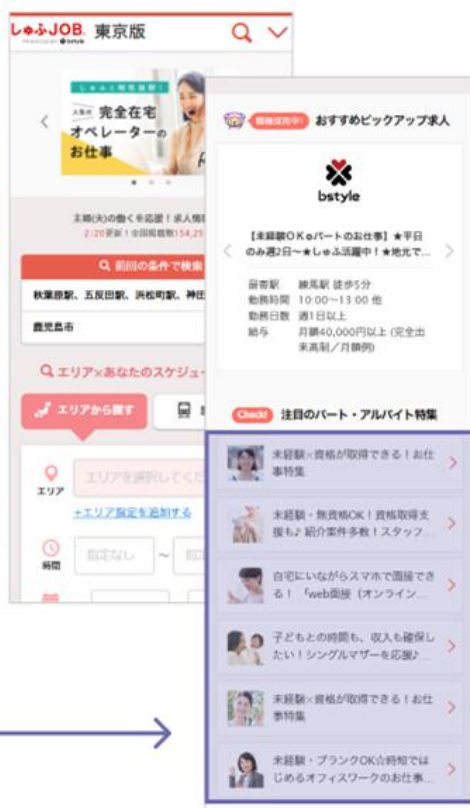 しゅふJOB 東京版
PRODUCED BY bstyle
しゅふと相性抜群！
人気の 完全在宅
オペレーターの
お仕事
主婦(夫)の働くを応援！求人情
2/20更新！全国掲載数154,25
前回の条件で検索
秋葉原駅、五反田駅、浜松町駅、神田
鹿児島市
エリア×あなたのスケジュー
エリアから探す
エリア
エリアを選択してくだ
+エリア指定を追加する
時間
指定なし ～ 指定
積極採用中！ おすすめピックアップ求人
bstyle
【未経験OK◎パートのお仕事】★平日
のみ週2日～★しゅふ活躍中！★地元で...
最寄駅 練馬駅 徒歩5分
勤務時間 10:00～13:00 他
勤務日数 週1日以上
給与 月額40,000円以上 (完全出
来高制／月額例)
Check! 注目のパート・アルバイト特集
未経験×資格が取得できる！お仕
事特集
未経験・無資格OK！資格取得支
援も♪ 紹介案件多数！スタッフ...
自宅にいながらスマホで面接でき
る！「web面接（オンライン...
子どもとの時間も、収入も確保し
たい！シングルマザーを応援♪...
未経験×資格が取得できる！お仕
事特集
未経験・ブランクOK☆時短では
じめるオフィスワークのお仕事...